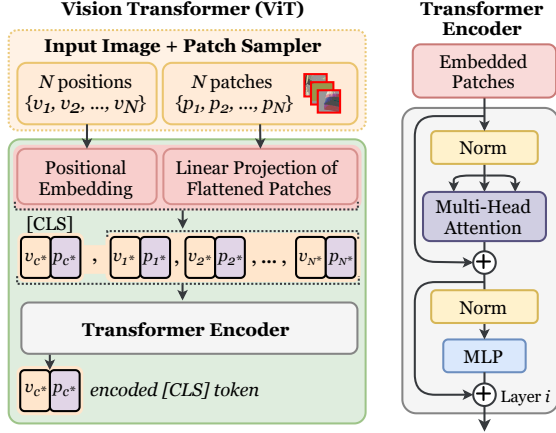 Vision Transformer (ViT)
Input Image + Patch Sampler
N positions
{v1, v2, ..., vN}
N patches
{p1, p2, ..., pN}
Positional
Embedding
Linear Projection of
Flattened Patches
[CLS]
vc* pc* , v1* p1* , v2* p2* , ... , vN* pN*
Transformer Encoder
vc* pc* encoded [CLS] token
Transformer
Encoder
Embedded
Patches
Norm
Multi-Head
Attention
+
Norm
MLP
+
Layer i